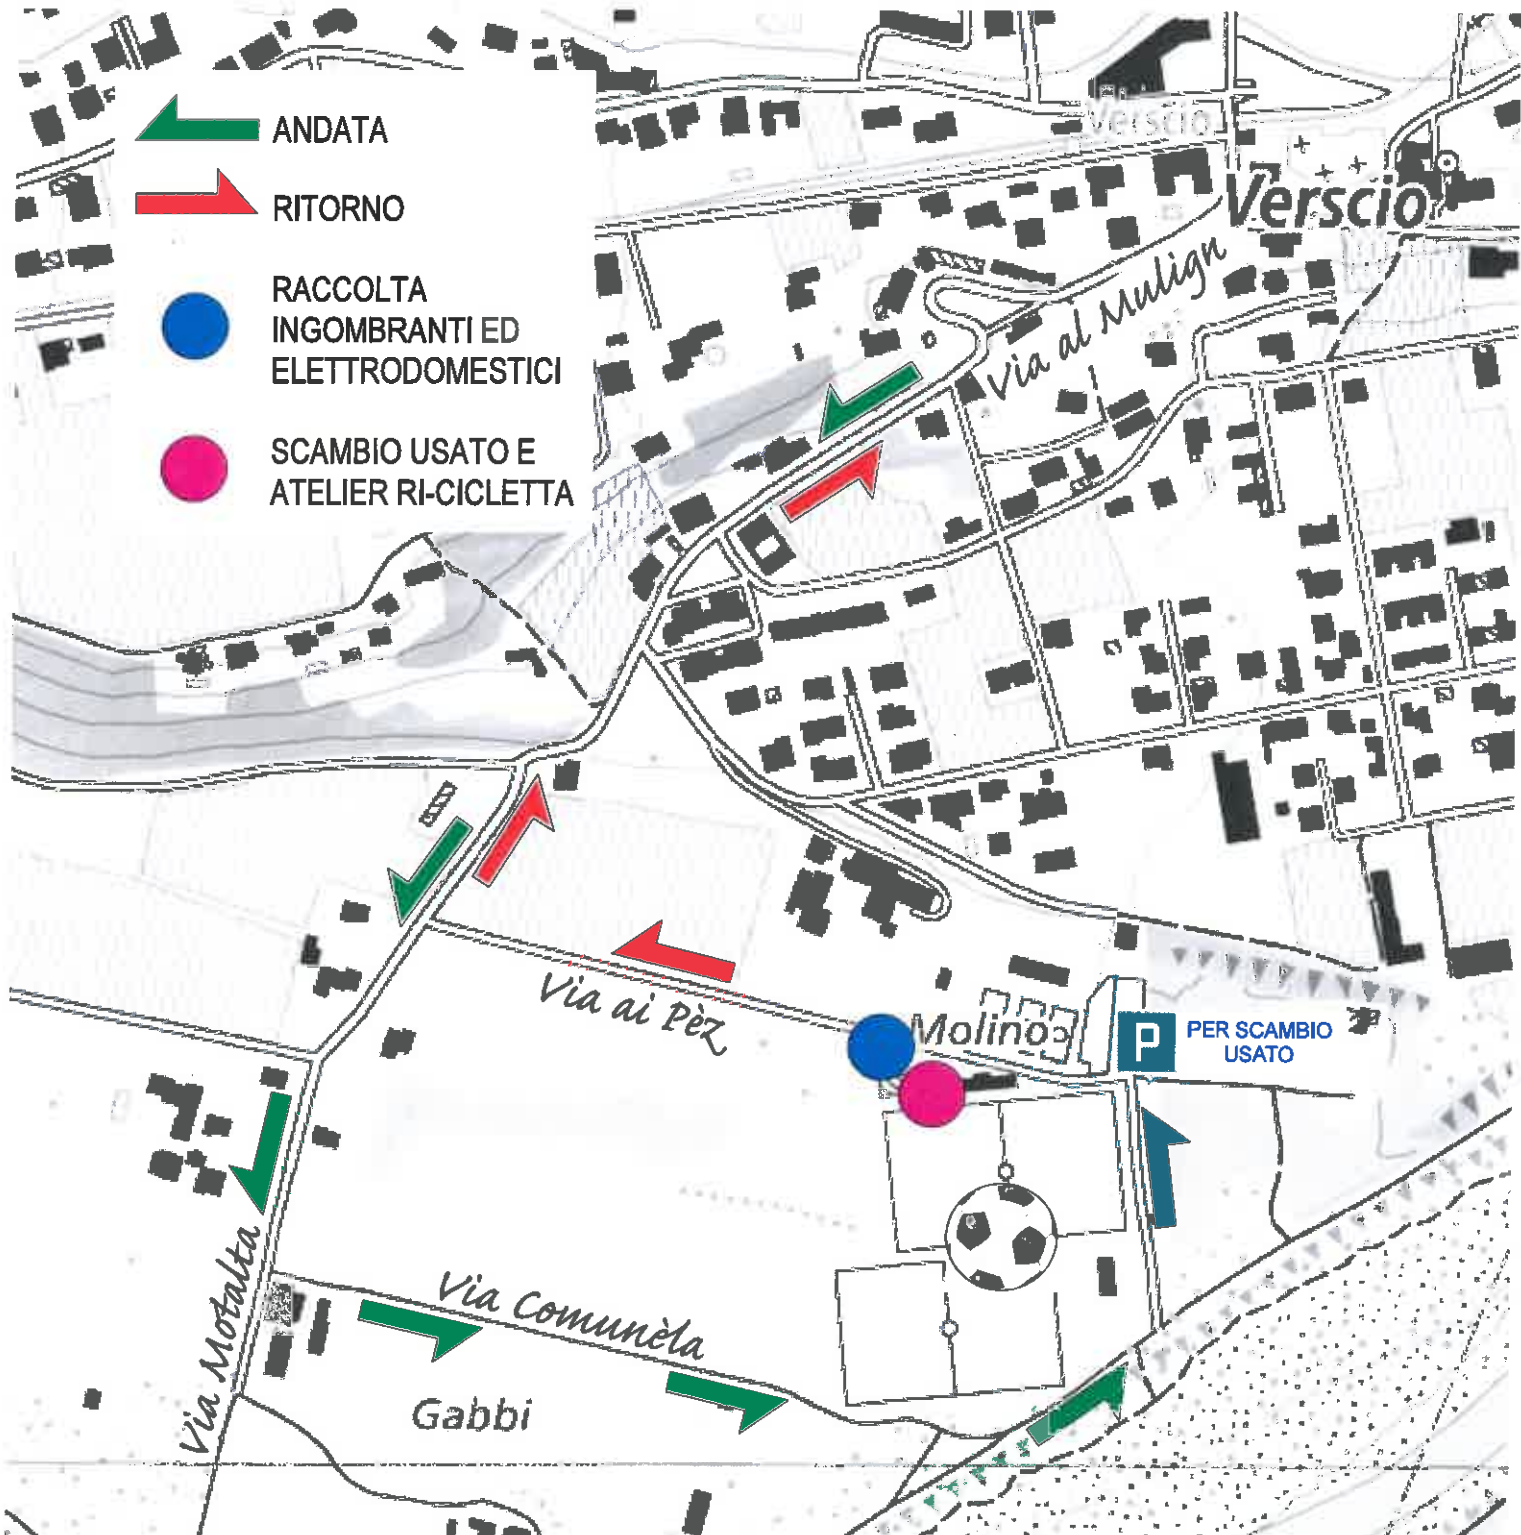 ANDATA
RITORNO
RACCOLTA
INGOMBRANTI ED
ELETTRODOMESTICI
SCAMBIO USATO E
ATELIER RI-CICLETTA
Verscio
Verscio
Via al Mulign
Via ai Pèz
Molino
P
PER SCAMBIO
USATO
Via Motalta
Via Comunèla
Gabbi